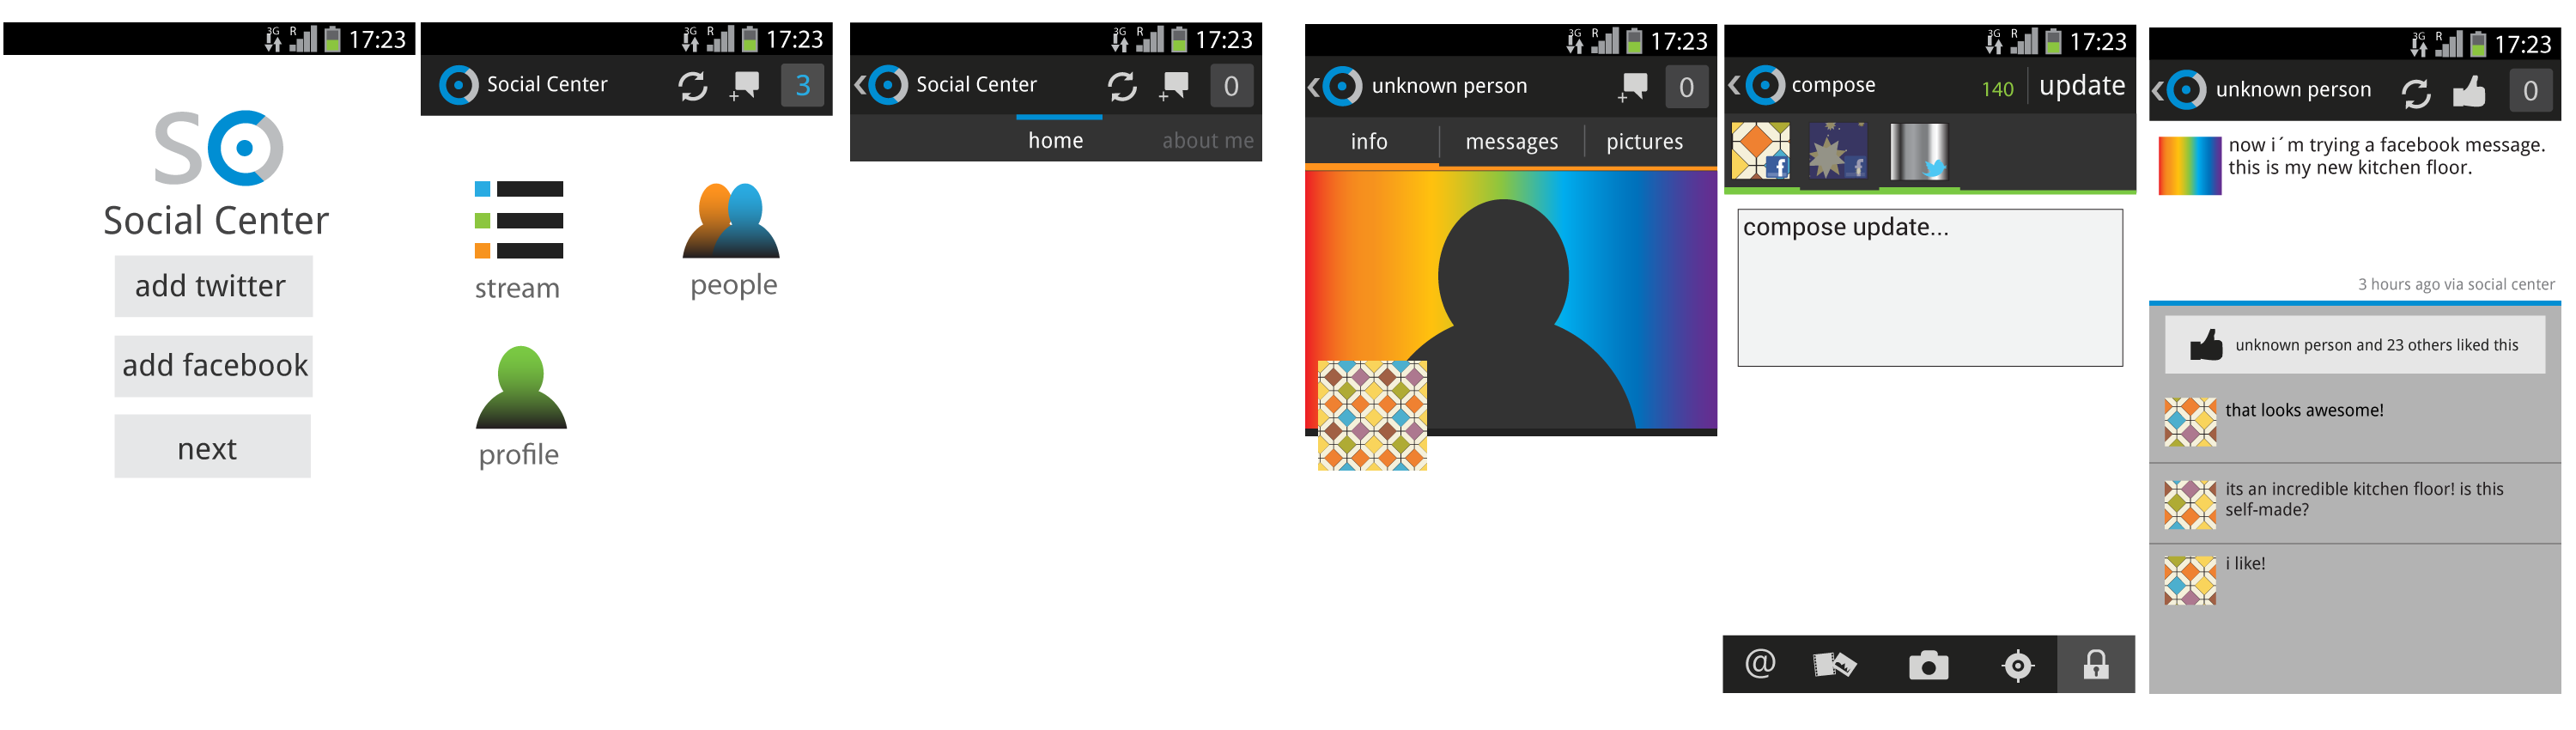 3G R 17:23
SO
Social Center
add twitter
add facebook
next
3G R 17:23
Social Center + 3
stream
people
profile
3G R 17:23
Social Center + 0
home about me
3G R 17:23
unknown person + 0
info messages pictures
3G R 17:23
compose 140 update
f f
compose update...
@
3G R 17:23
unknown person 0
now i´m trying a facebook message.
this is my new kitchen floor.
3 hours ago via social center
unknown person and 23 others liked this
that looks awesome!
its an incredible kitchen floor! is this
self-made?
i like!